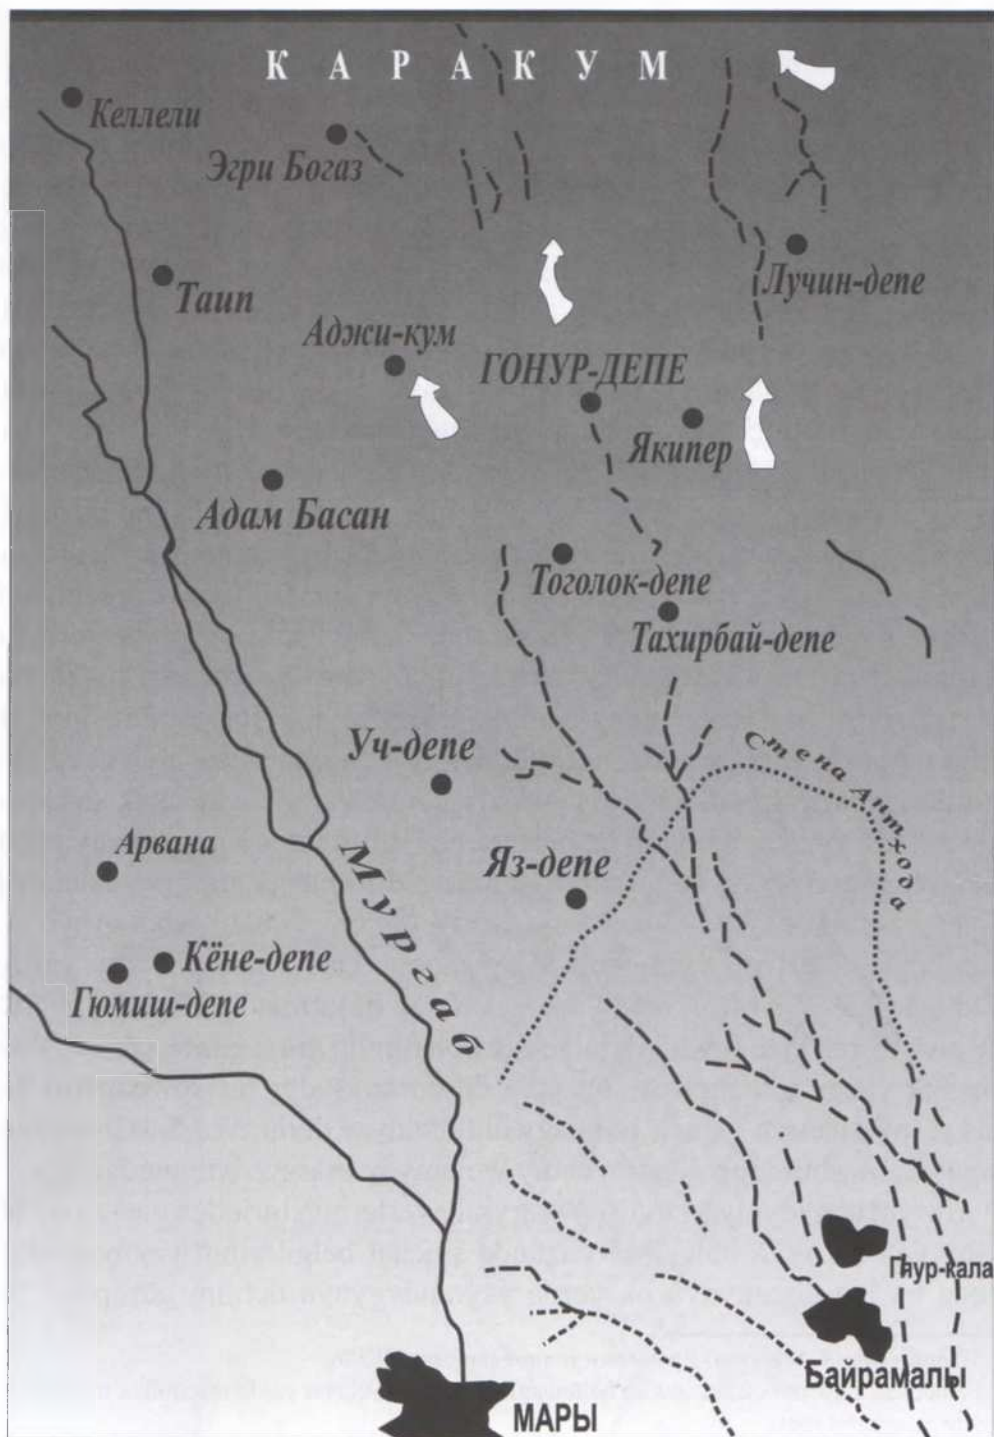 КАРАКУМ
Келлели
Эгри Богаз
Лучин-депе
Таип
Аджи-кум
ГОНУР-ДЕПЕ
Якипер
Адам Басан
Тоголок-депе
Тахирбай-депе
Стена Антиоха
Уч-депе
Арвана
Мургаб
Яз-депе
Кёне-депе
Гюмиш-депе
Гяур-кала
Байрамалы
МАРЫ